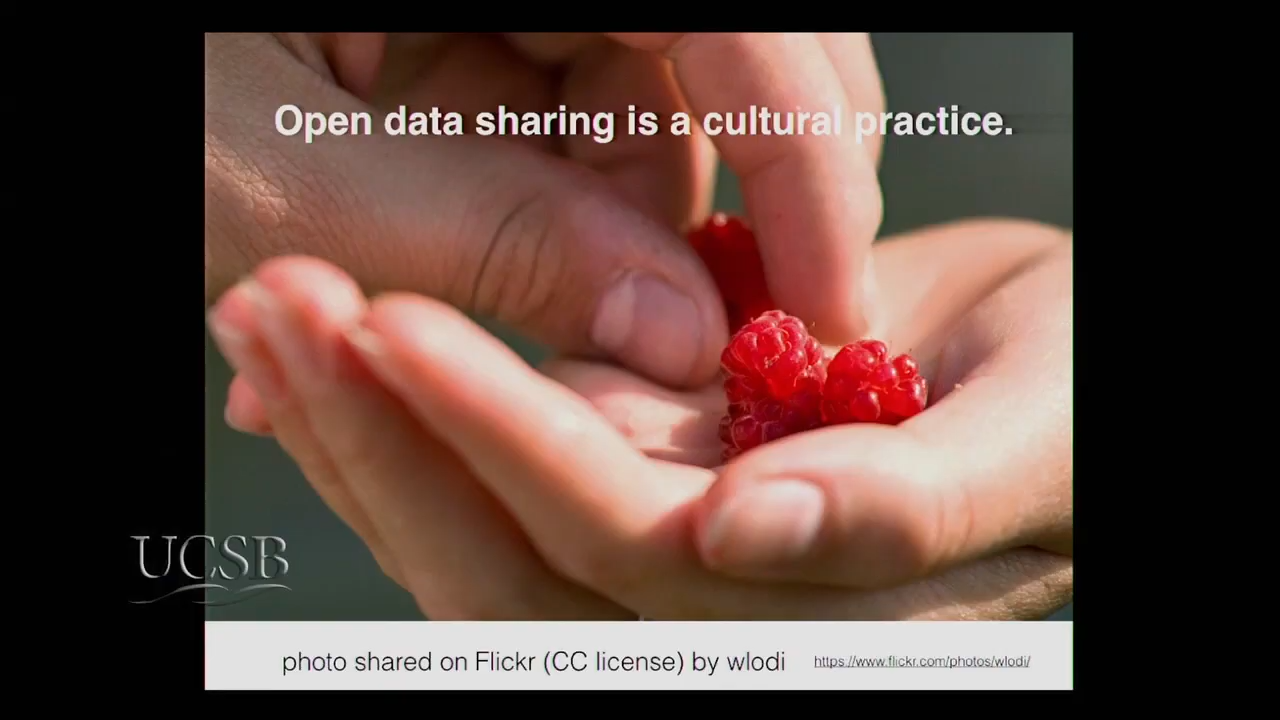 Open data sharing is a cultural practice.
UCSB
photo shared on Flickr (CC license) by wlodi https://www.flickr.com/photos/wlodi/